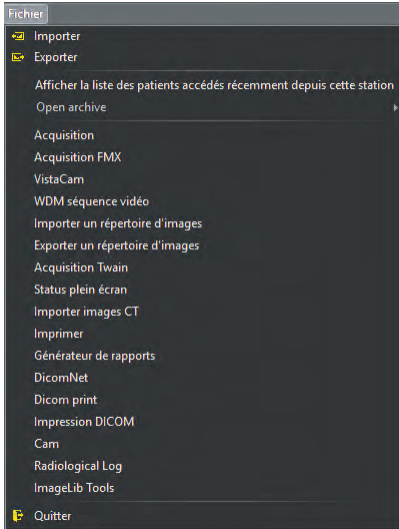 Fichier
Importer
Exporter
Afficher la liste des patients accédés récemment depuis cette station
Open archive
Acquisition
Acquisition FMX
VistaCam
WDM séquence vidéo
Importer un répertoire d'images
Exporter un répertoire d'images
Acquisition Twain
Status plein écran
Importer images CT
Imprimer
Générateur de rapports
DicomNet
Dicom print
Impression DICOM
Cam
Radiological Log
ImageLib Tools
Quitter